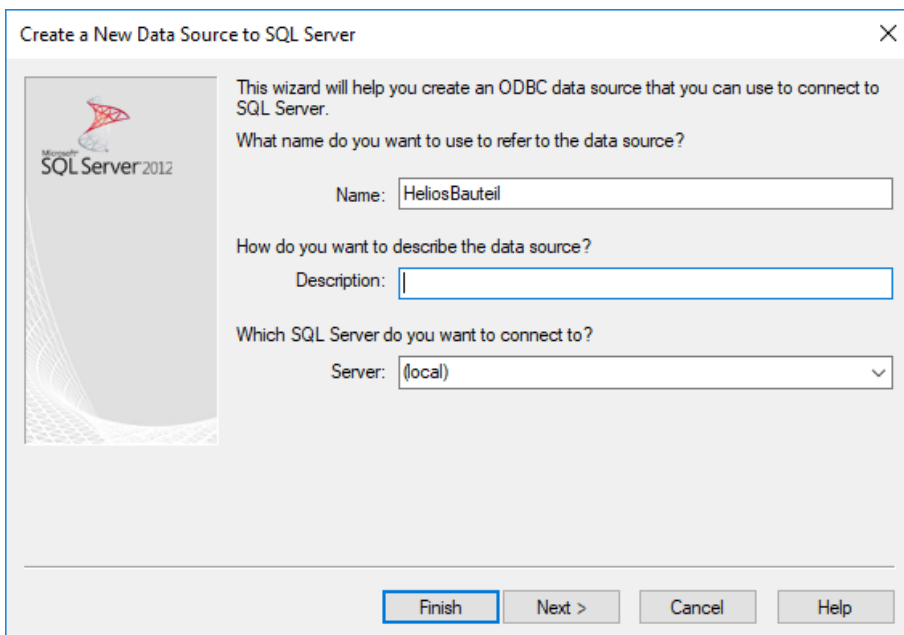 Create a New Data Source to SQL Server
This wizard will help you create an ODBC data source that you can use to connect to
SQL Server.
What name do you want to use to refer to the data source?
Microsoft
SQL Server 2012
Name: HeliosBauteil
How do you want to describe the data source?
Description:
Which SQL Server do you want to connect to?
Server: (local)
Finish Next > Cancel Help